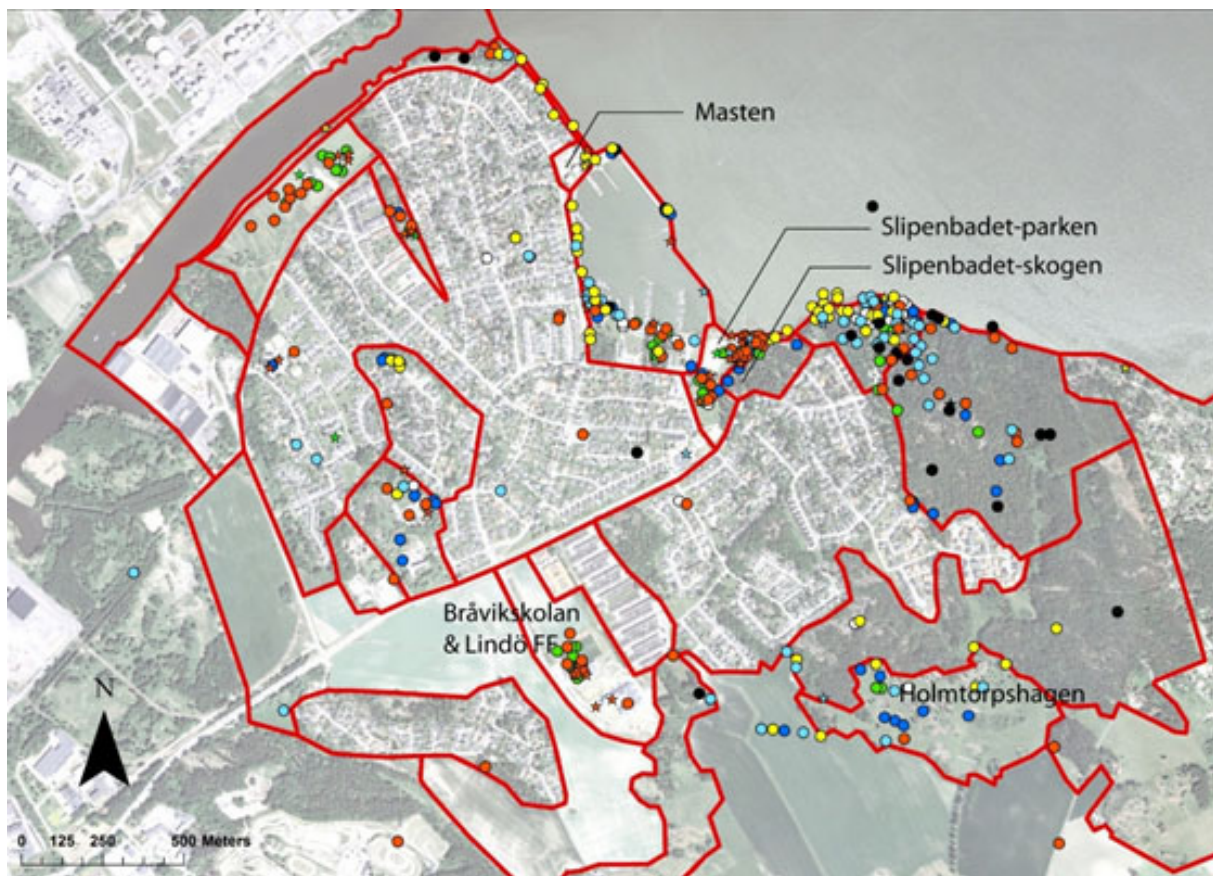 Masten
Slipenbadet-parken
Slipenbadet-skogen
Bråvikskolan
& Lindö FF
Holmtorpshagen
N
0 125 250 500 Meters